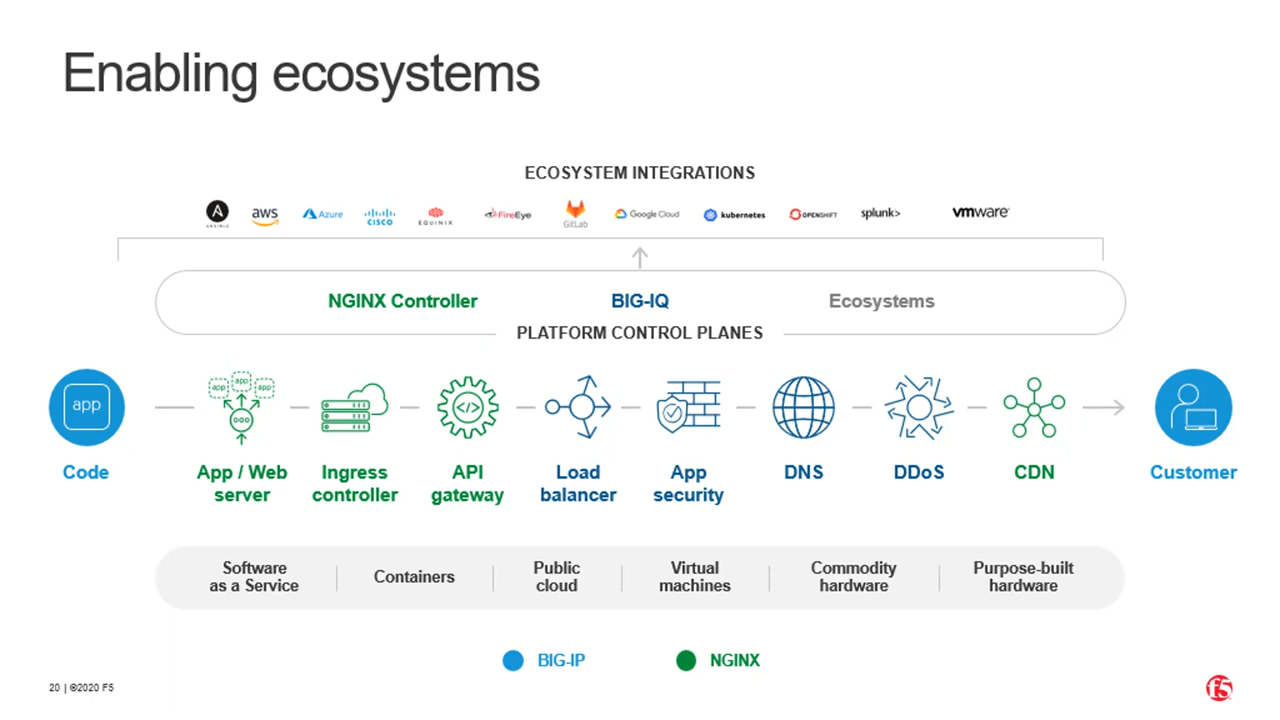 Enabling ecosystems
ECOSYSTEM INTEGRATIONS
A
ANSIBLE
aws
Azure
CISCO
EQUINIX
FireEye
GitLab
Google Cloud
kubernetes
OPENSHIFT
splunk>
vmware
NGINX Controller
BIG-IQ
Ecosystems
PLATFORM CONTROL PLANES
app
app
app
app
</>
Code
App / Web
server
Ingress
controller
API
gateway
Load
balancer
App
security
DNS
DDoS
CDN
Customer
Software
as a Service
Containers
Public
cloud
Virtual
machines
Commodity
hardware
Purpose-built
hardware
BIG-IP
NGINX
20 | ©2020 F5
f5